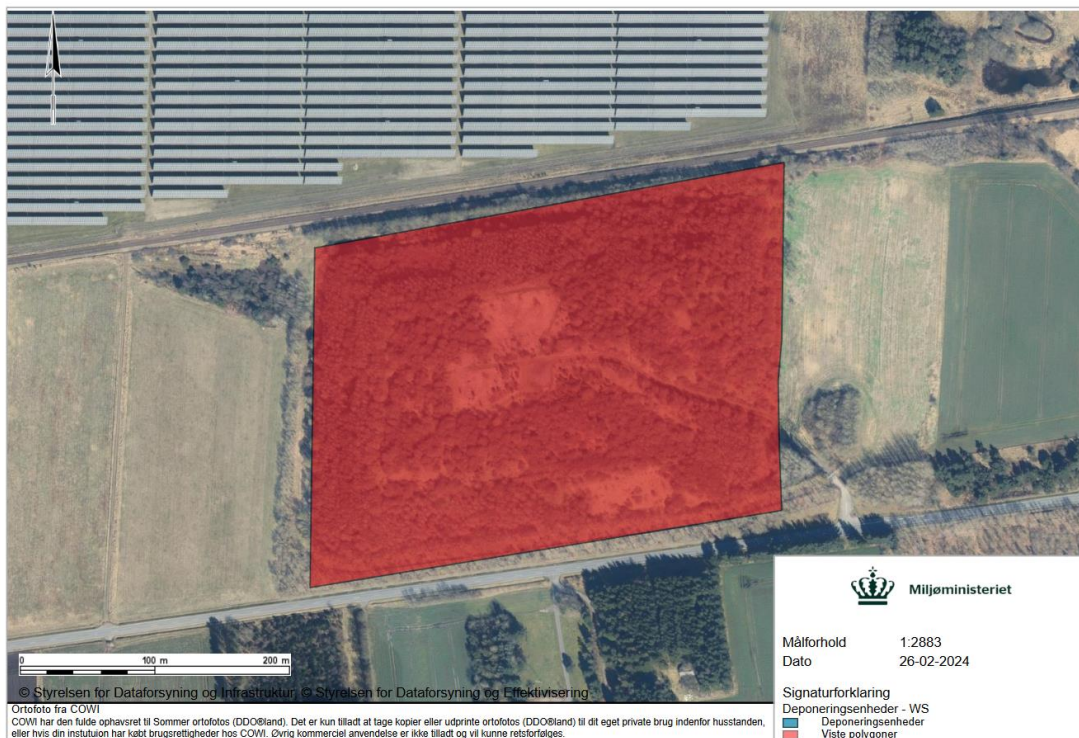 0 100 m 200 m
© Styrelsen for Dataforsyning og Infrastruktur, © Styrelsen for Dataforsyning og Effektivisering
Ortofoto fra COWI
COWI har den fulde ophavsret til Sommer ortofotos (DDO®land). Det er kun tilladt at tage kopier eller udprinte ortofotos (DDO®land) til dit eget private brug indenfor husstanden,
eller hvis din instutuion har købt brugsrettigheder hos COWI. Øvrig kommerciel anvendelse er ikke tilladt og vil kunne retsforfølges.
Miljøministeriet
Målforhold 1:2883
Dato 26-02-2024
Signaturforklaring
Deponeringsenheder - WS
Deponeringsenheder
Viste polygoner